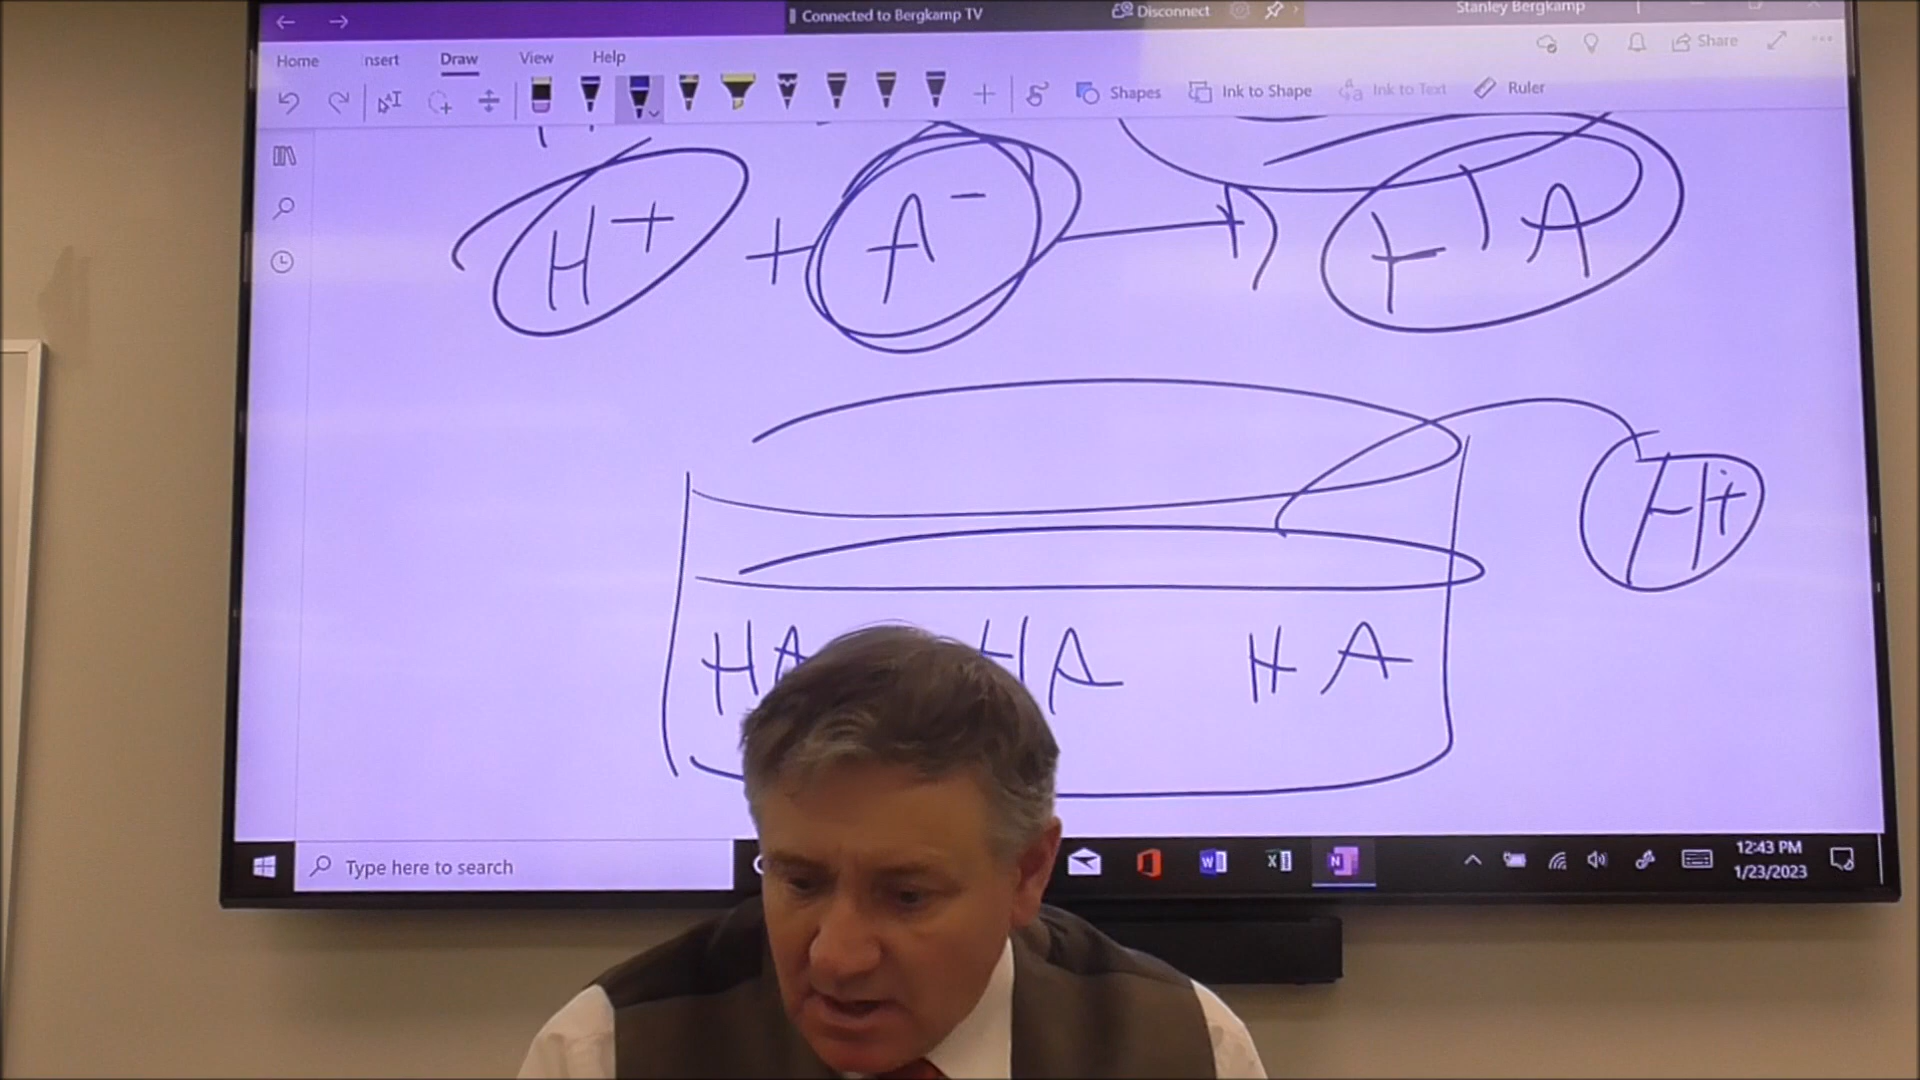 Connected to Bergkamp TV
Disconnect
Stanley Bergkamp
Home nsert Draw View Help
Share
Shapes Ink to Shape Ink to Text Ruler
H+ + A- → HA
H+
HA HA HA
Type here to search
12:43 PM
1/23/2023